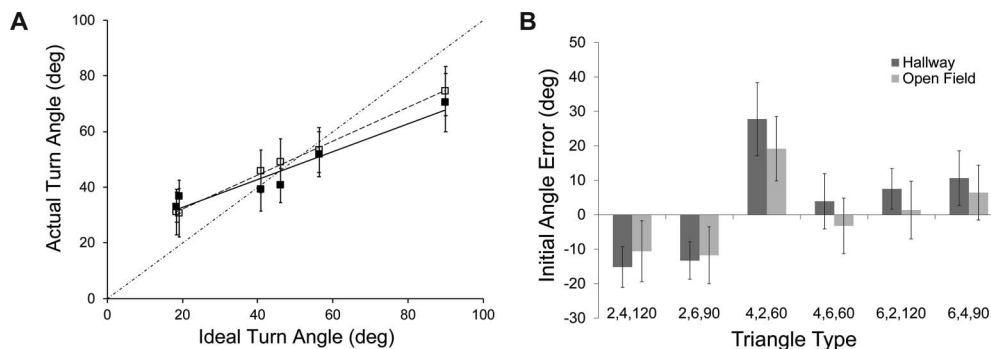 A
Actual Turn Angle (deg)
100
80
60
40
20
0
0 20 40 60 80 100
Ideal Turn Angle (deg)
B
Initial Angle Error (deg)
50
40
30
20
10
0
-10
-20
-30
Hallway
Open Field
2,4,120 2,6,90 4,2,60 4,6,60 6,2,120 6,4,90
Triangle Type